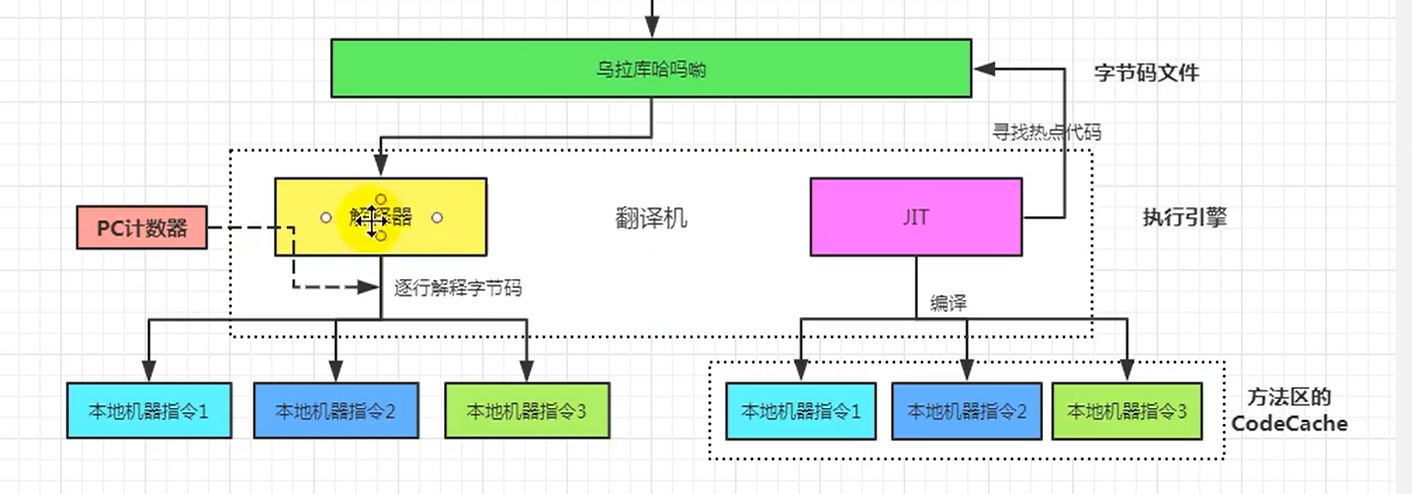 乌拉库哈吗哟
字节码文件
寻找热点代码
PC计数器
翻译机
JIT
执行引擎
逐行解释字节码
编译
本地机器指令1
本地机器指令2
本地机器指令3
本地机器指令1
本地机器指令2
本地机器指令3
方法区的
CodeCache